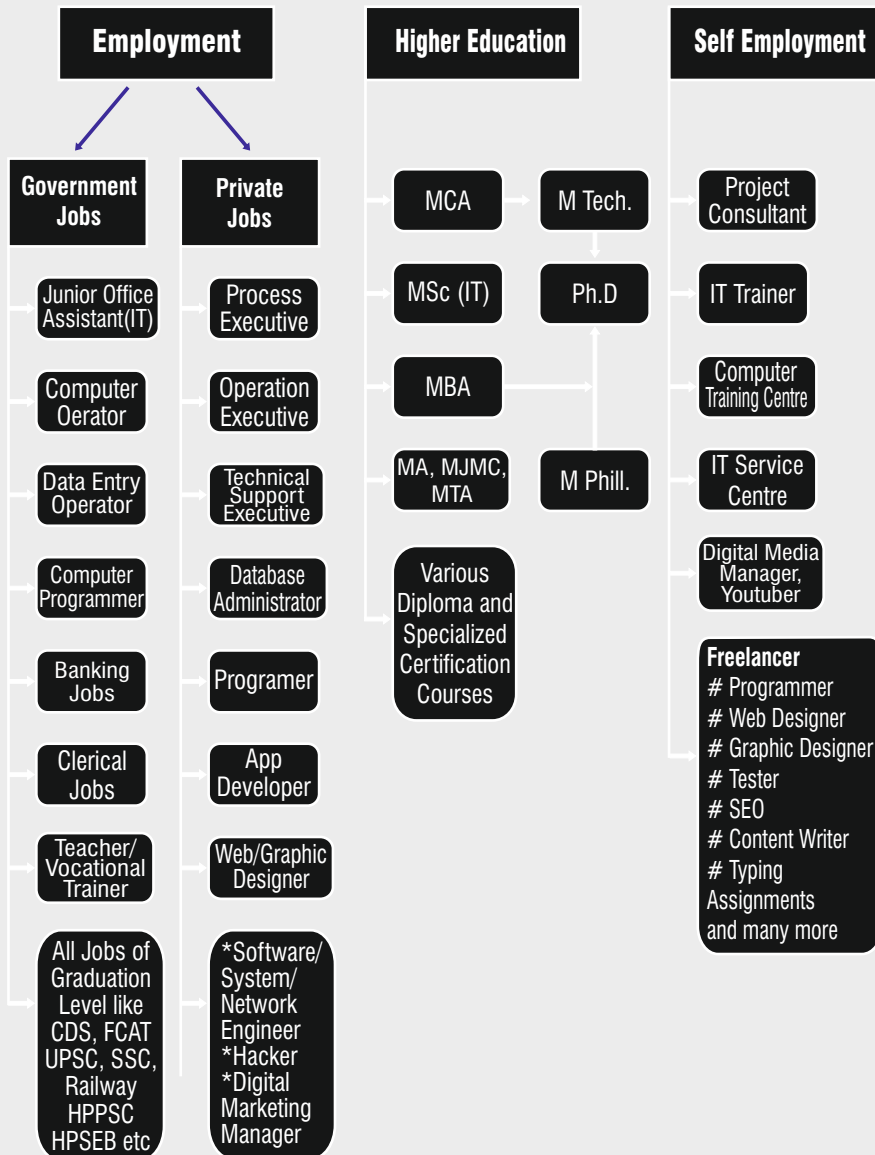 Employment
Government
Jobs
Junior Office
Assistant(IT)
Computer
Oerator
Data Entry
Operator
Computer
Programmer
Banking
Jobs
Clerical
Jobs
Teacher/
Vocational
Trainer
All Jobs of
Graduation
Level like
CDS, FCAT
UPSC, SSC,
Railway
HPPSC
HPSEB etc
Private
Jobs
Process
Executive
Operation
Executive
Technical
Support
Executive
Database
Administrator
Programer
App
Developer
Web/Graphic
Designer
*Software/
System/
Network
Engineer
*Hacker
*Digital
Marketing
Manager
Higher Education
MCA
M Tech.
MSc (IT)
Ph.D
MBA
MA, MJMC,
MTA
M Phill.
Various
Diploma and
Specialized
Certification
Courses
Self Employment
Project
Consultant
IT Trainer
Computer
Training Centre
IT Service
Centre
Digital Media
Manager,
Youtuber
Freelancer
# Programmer
# Web Designer
# Graphic Designer
# Tester
# SEO
# Content Writer
# Typing
Assignments
and many more